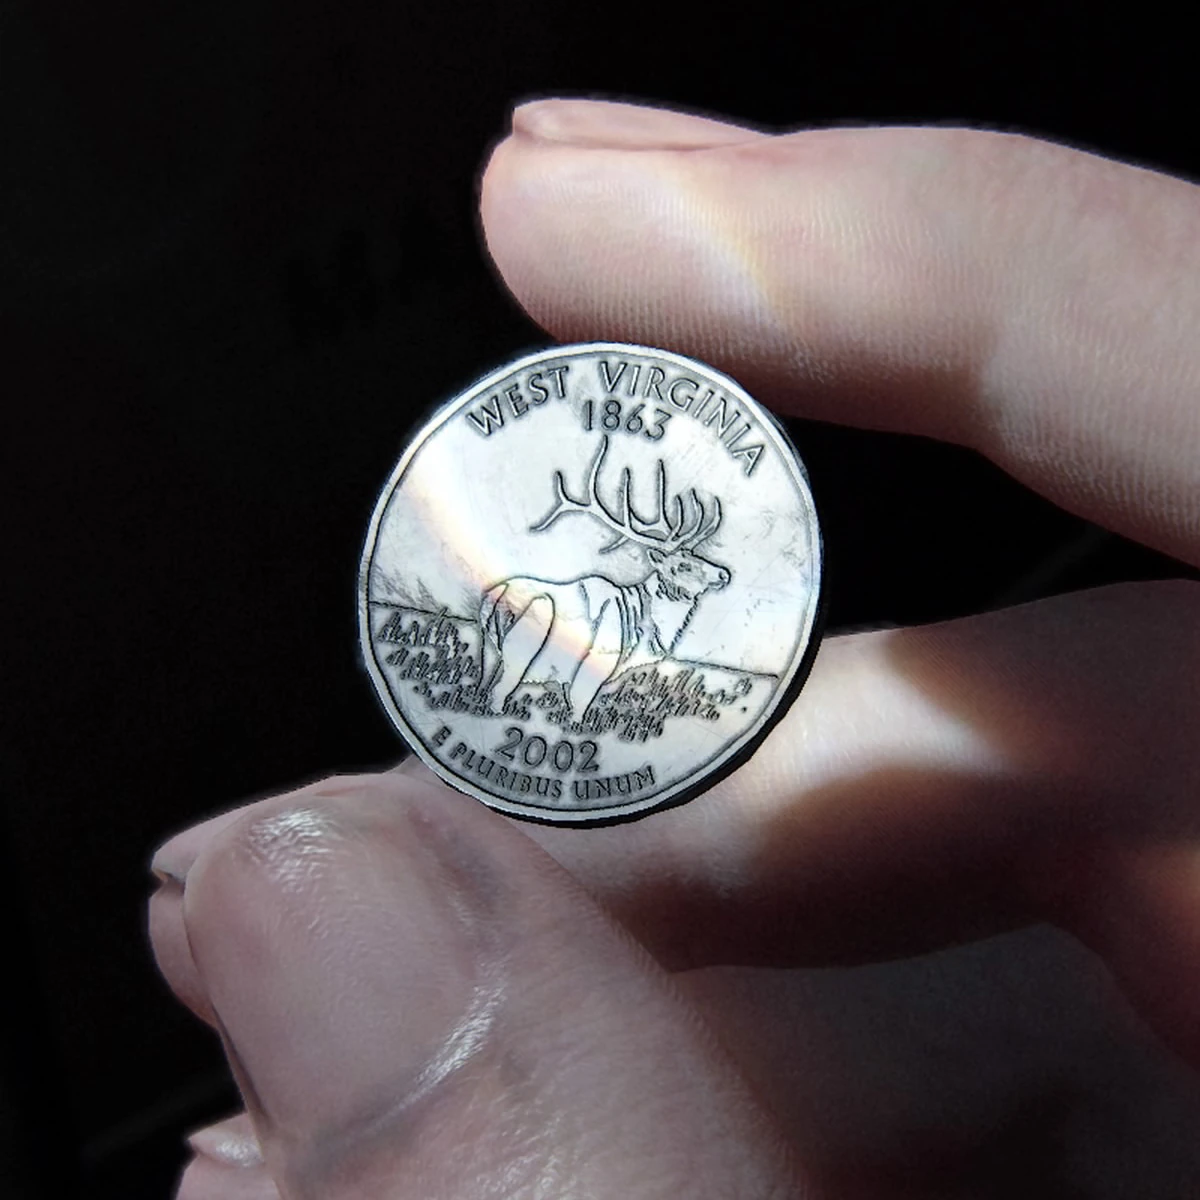 WEST VIRGINIA
1863
2002
E PLURIBUS UNUM